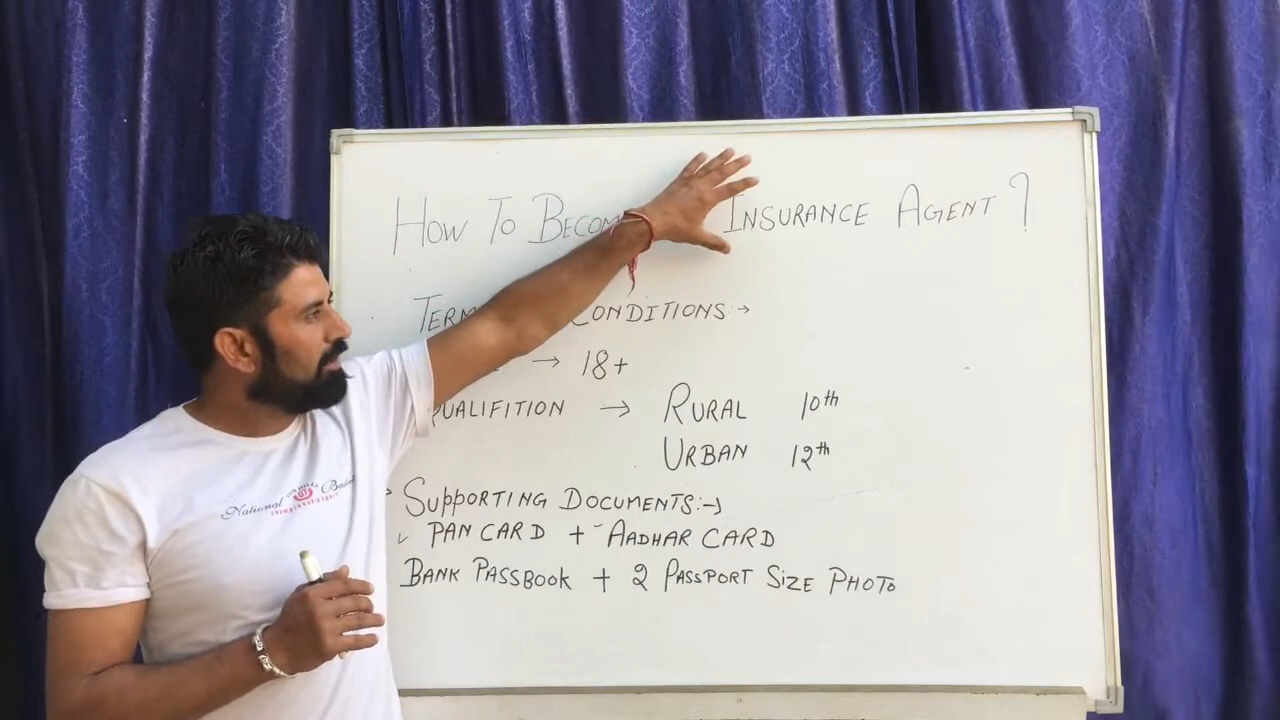 HOW TO BECOM INSURANCE AGENT ?
TERM CONDITIONS →
→ 18+
QUALIFITION → RURAL 10th
URBAN 12th
SUPPORTING DOCUMENTS:→
PAN CARD + AADHAR CARD
BANK PASSBOOK + 2 PASSPORT SIZE PHOTO
National